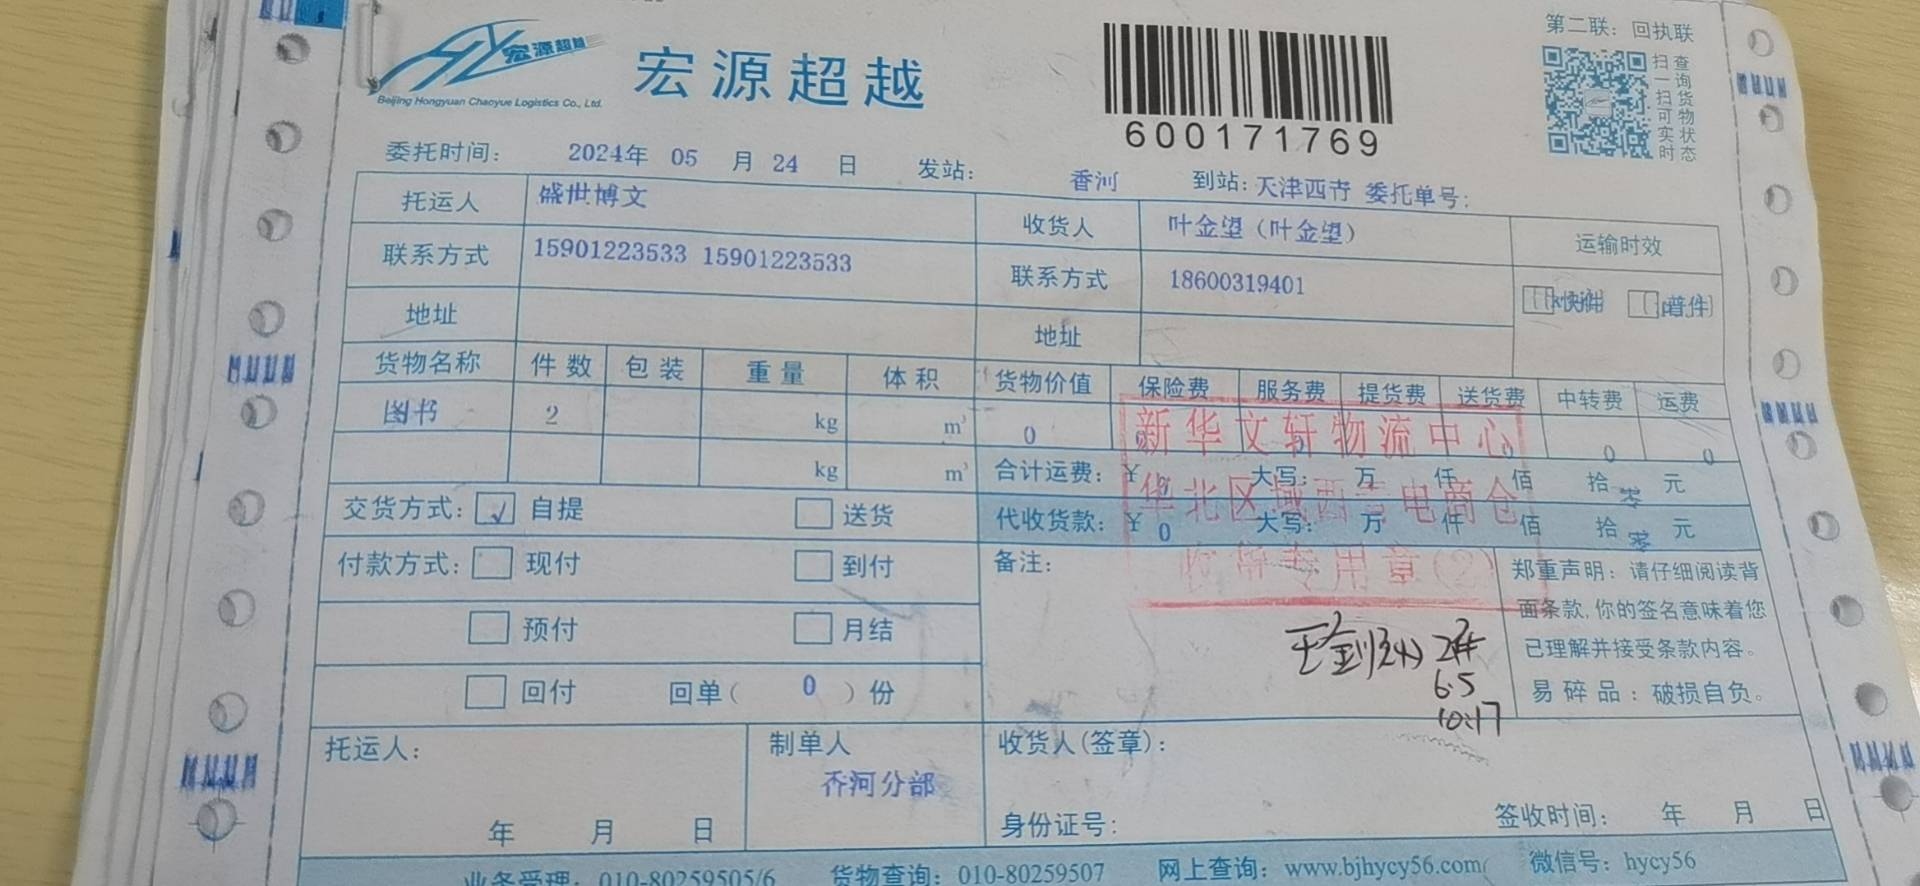 第二联：回执联
宏源超越
Beijing Hongyuan Chaoyue Logistics Co., Ltd.
宏源超越
600171769
扫一扫可实时
查询货物状态
委托时间： 2024年 05 月 24 日 发站： 香河 到站：天津西青 委托单号：
托运人 盛世博文 收货人 叶金望（叶金望） 运输时效
联系方式 15901223533 15901223533 联系方式 18600319401
快件 普件
地址 地址
货物名称 件数 包装 重量 体积 货物价值 保险费 服务费 提货费 送货费 中转费 运费
图书 2 kg m³ 0 0 0
kg m³ 合计运费：￥ 大写： 万 仟 佰 拾 零 元
新华文轩物流中心
华北区域西青电商仓
收货专用章(2)
交货方式：√ 自提 送货 代收货款：￥ 0 大写： 万 仟 佰 拾 零 元
付款方式： 现付 到付 备注：
预付 月结
回付 回单（ 0 ）份
郑重声明：请仔细阅读背
面条款，你的签名意味着您
已理解并接受条款内容。
易碎品：破损自负。
2件
6.5
10:17
托运人： 制单人 收货人(签章)：
香河分部
年 月 日 身份证号： 签收时间： 年 月 日
业务受理：010-80259505/6 货物查询：010-80259507 网上查询：www.bjhycy56.com 微信号：hycy56